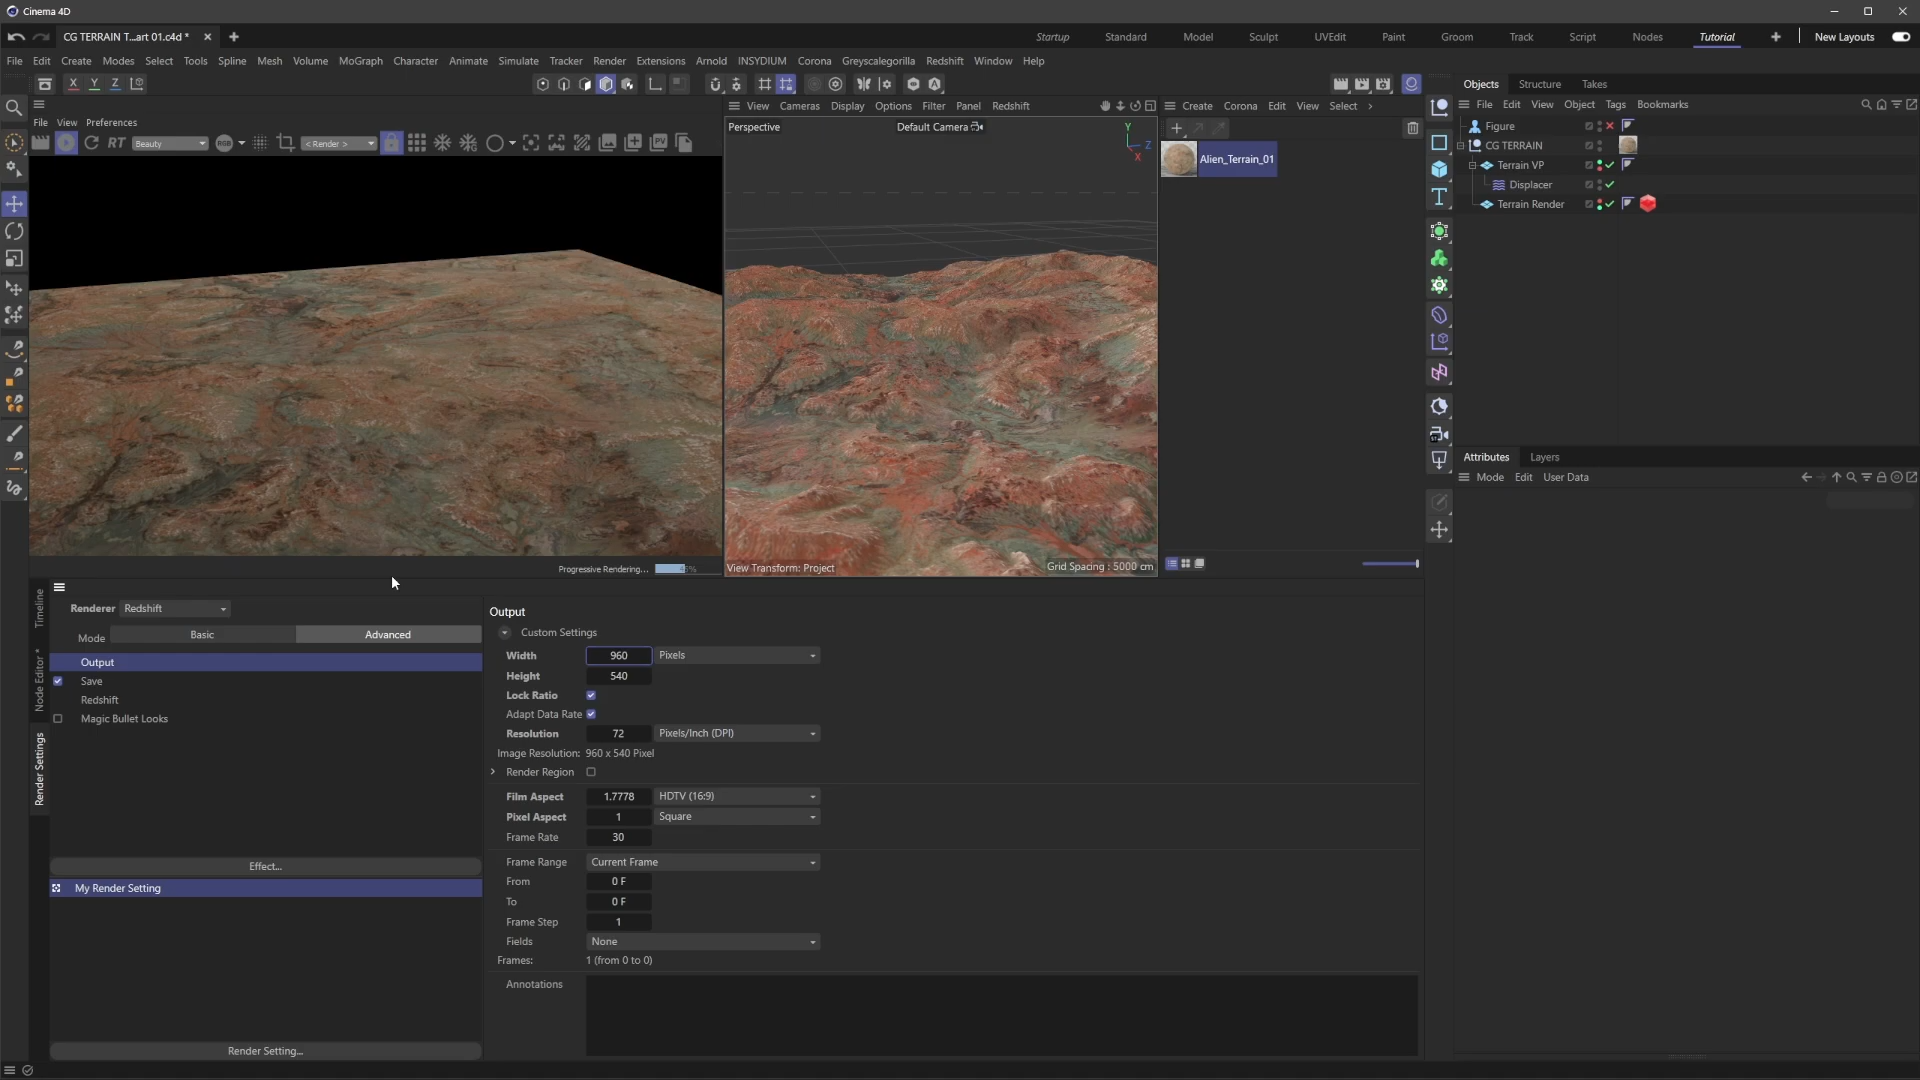 Cinema 4D
CG TERRAIN T...art 01.c4d *
Startup Standard Model Sculpt UVEdit Paint Groom Track Script Nodes Tutorial New Layouts
File Edit Create Modes Select Tools Spline Mesh Volume MoGraph Character Animate Simulate Tracker Render Extensions Arnold INSYDIUM Corona Greyscalegorilla Redshift Window Help
X Y Z
Objects Structure Takes
File Edit View Object Tags Bookmarks
View Cameras Display Options Filter Panel Redshift
Create Corona Edit View Select
File View Preferences
RT Beauty RGB < Render > PV
Perspective
Default Camera
Y
Z
X
Alien_Terrain_01
Figure
CG TERRAIN
Terrain VP
Displacer
Terrain Render
Attributes Layers
Mode Edit User Data
Progressive Rendering...
View Transform: Project
Grid Spacing : 5000 cm
Timeline
Node Editor *
Render Settings
Renderer Redshift
Mode Basic Advanced
Output
Save
Redshift
Magic Bullet Looks
Effect...
My Render Setting
Render Setting...
Output
Custom Settings
Width 960 Pixels
Height 540
Lock Ratio
Adapt Data Rate
Resolution 72 Pixels/Inch (DPI)
Image Resolution: 960 x 540 Pixel
Render Region
Film Aspect 1.7778 HDTV (16:9)
Pixel Aspect 1 Square
Frame Rate 30
Frame Range Current Frame
From 0 F
To 0 F
Frame Step 1
Fields None
Frames: 1 (from 0 to 0)
Annotations